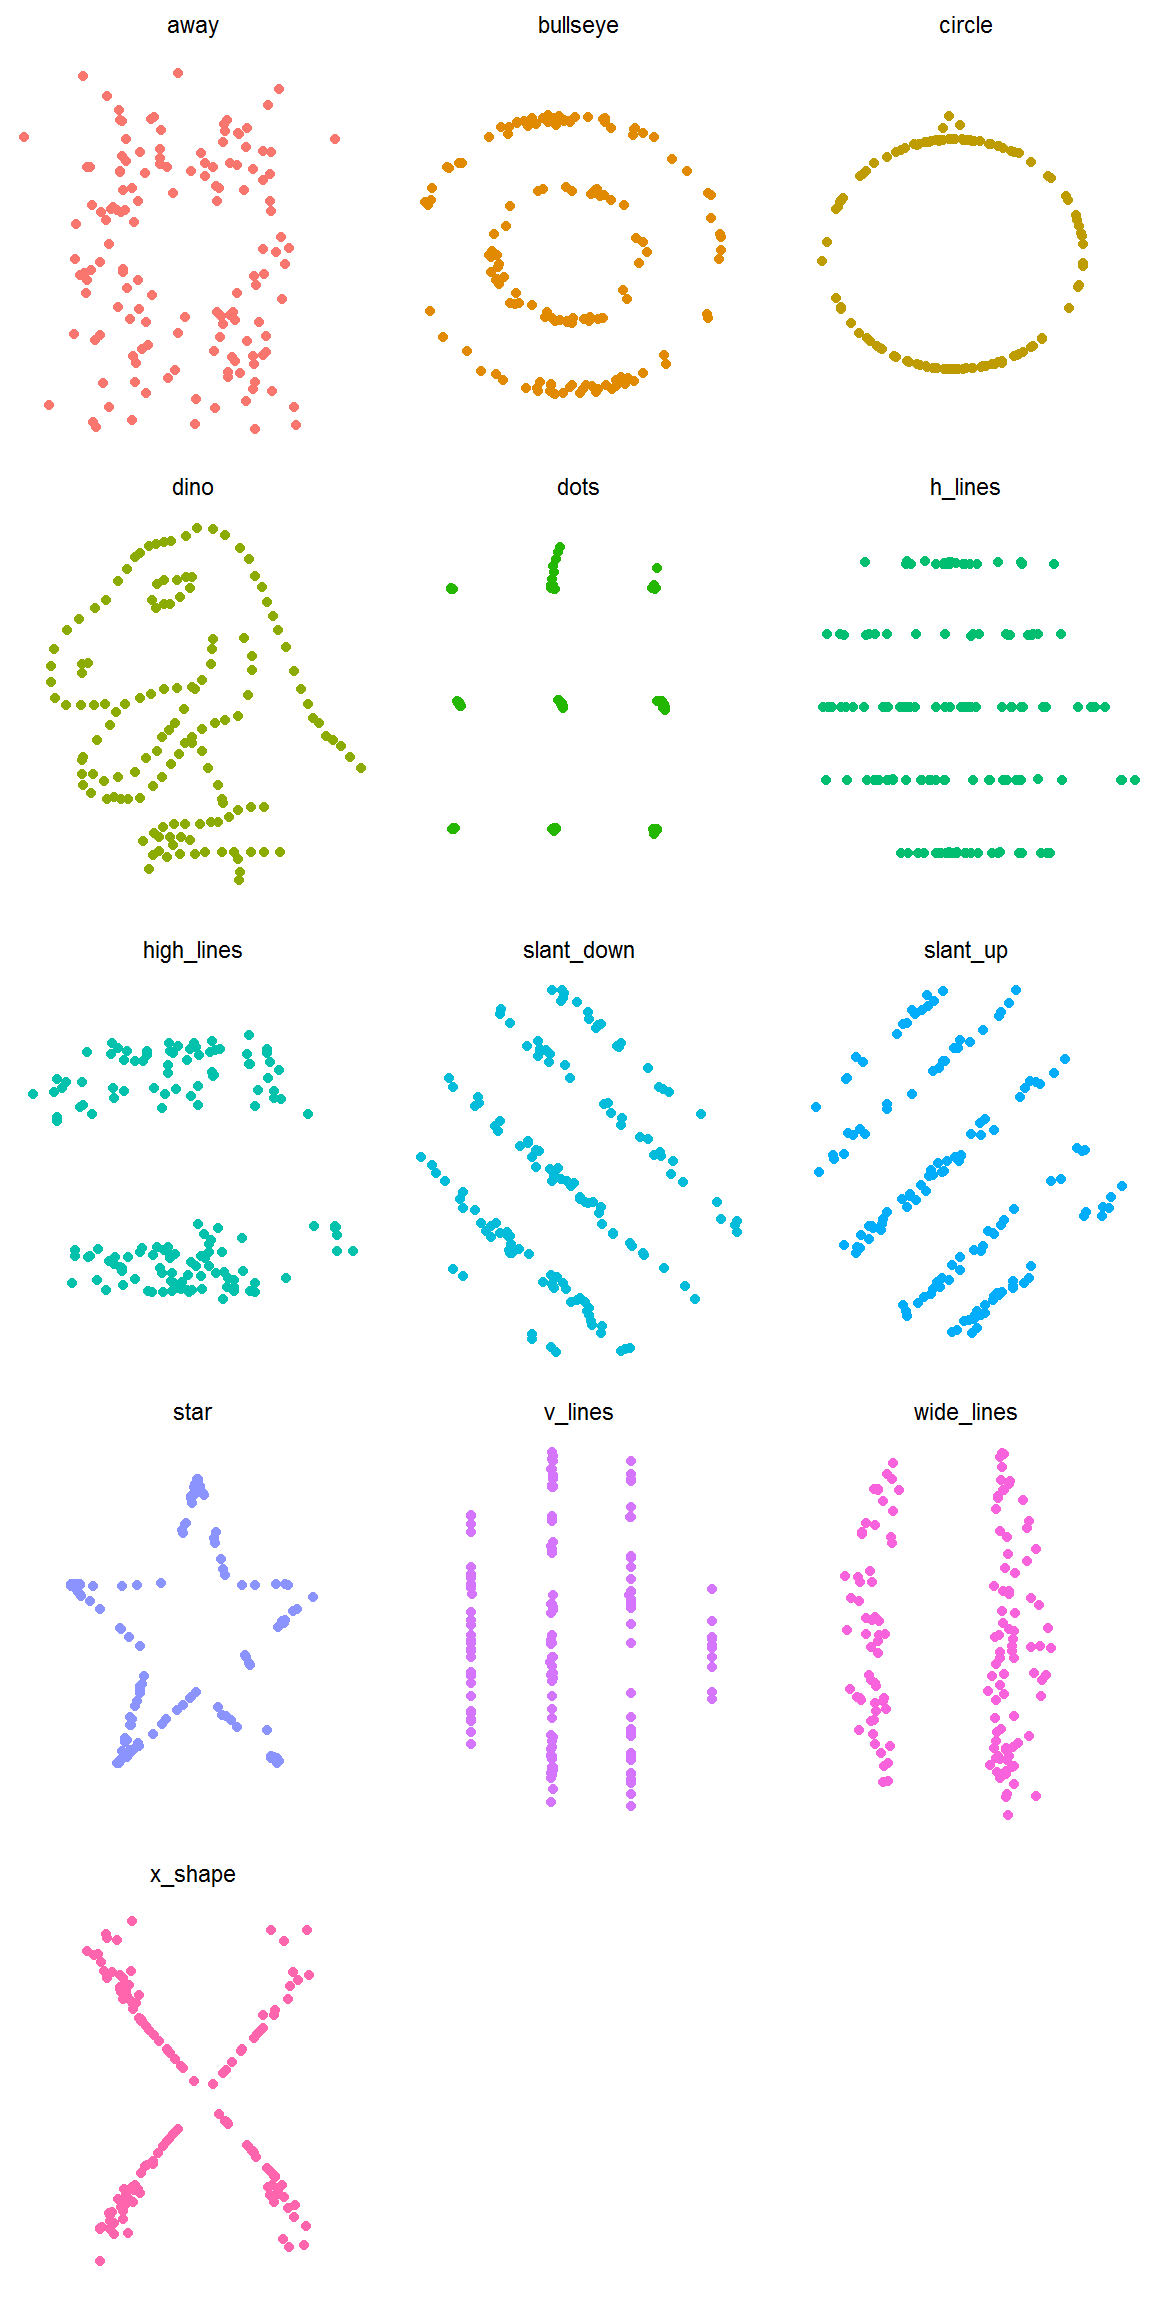 away
bullseye
circle
dino
dots
h_lines
high_lines
slant_down
slant_up
star
v_lines
wide_lines
x_shape